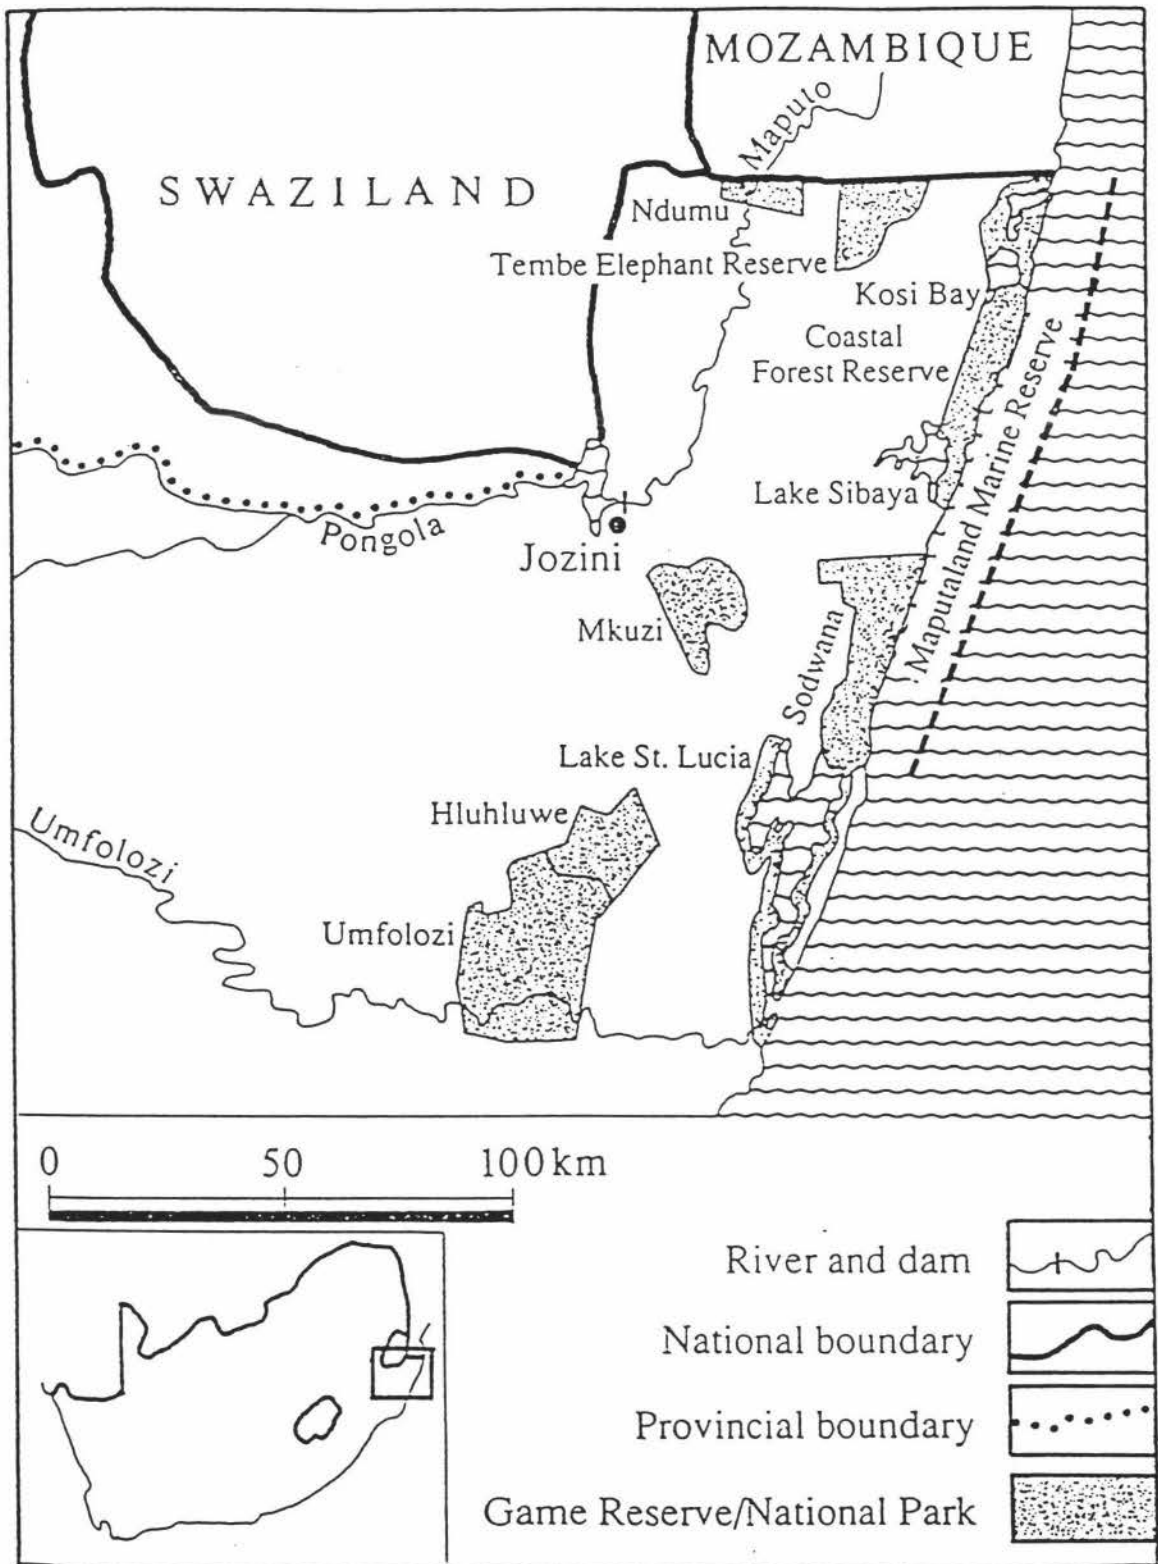 MOZAMBIQUE
Maputo
SWAZILAND
Ndumu
Tembe Elephant Reserve
Kosi Bay
Coastal
Forest Reserve
Maputaland Marine Reserve
Lake Sibaya
Pongola
Jozini
Mkuzi
Sodwana
Lake St. Lucia
Hluhluwe
Umfolozi
Umfolozi
0 50 100 km
River and dam
National boundary
Provincial boundary
Game Reserve/National Park